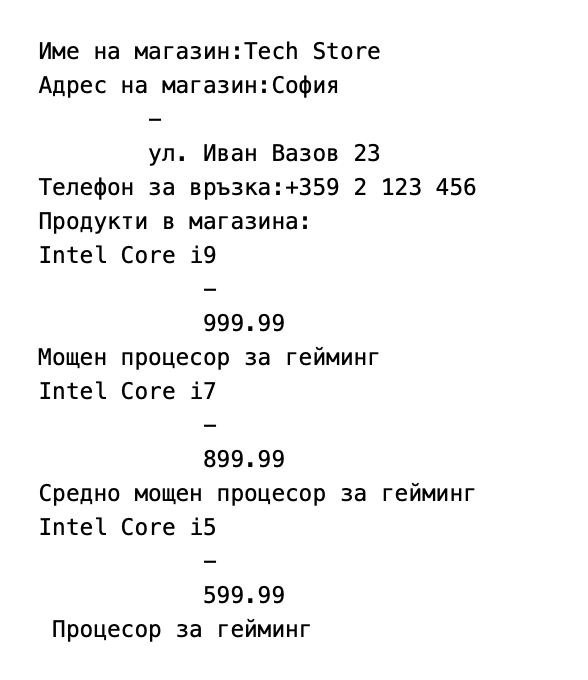 Име на магазин:Tech Store
Адрес на магазин:София
–
ул. Иван Вазов 23
Телефон за връзка:+359 2 123 456
Продукти в магазина:
Intel Core i9
–
999.99
Мощен процесор за гейминг
Intel Core i7
–
899.99
Средно мощен процесор за гейминг
Intel Core i5
–
599.99
Процесор за гейминг